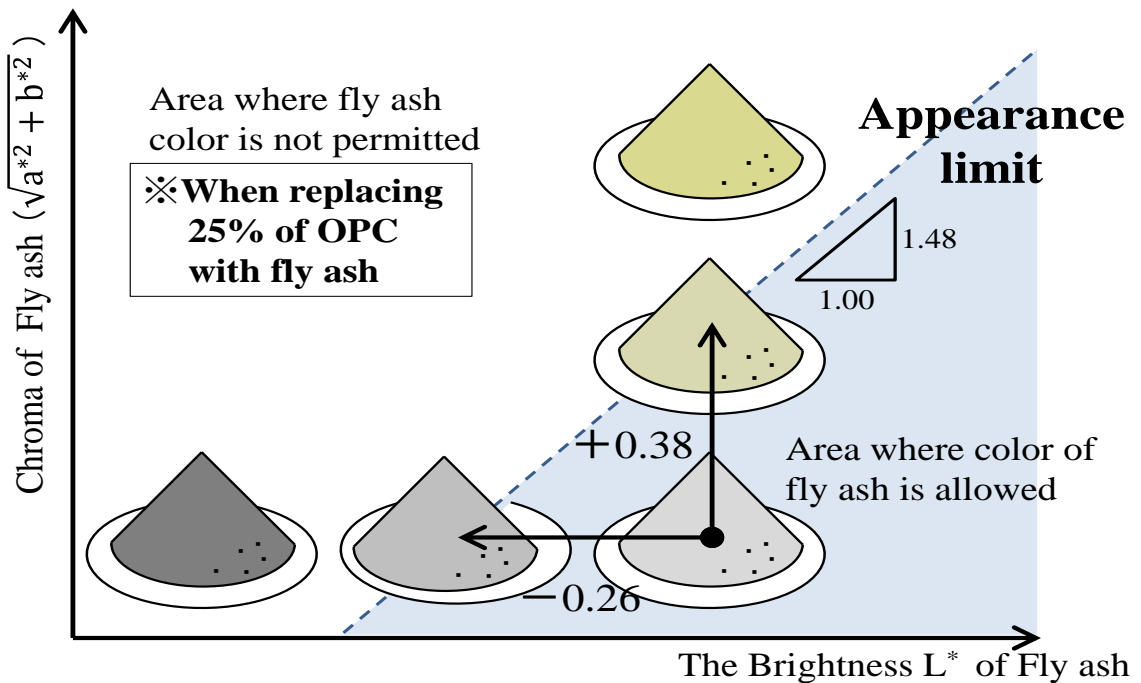 Chroma of Fly ash (√a*² + b*²)
Area where fly ash
color is not permitted
※When replacing
25% of OPC
with fly ash
Appearance
limit
1.48
1.00
+0.38
Area where color of
fly ash is allowed
−0.26
The Brightness L* of Fly ash